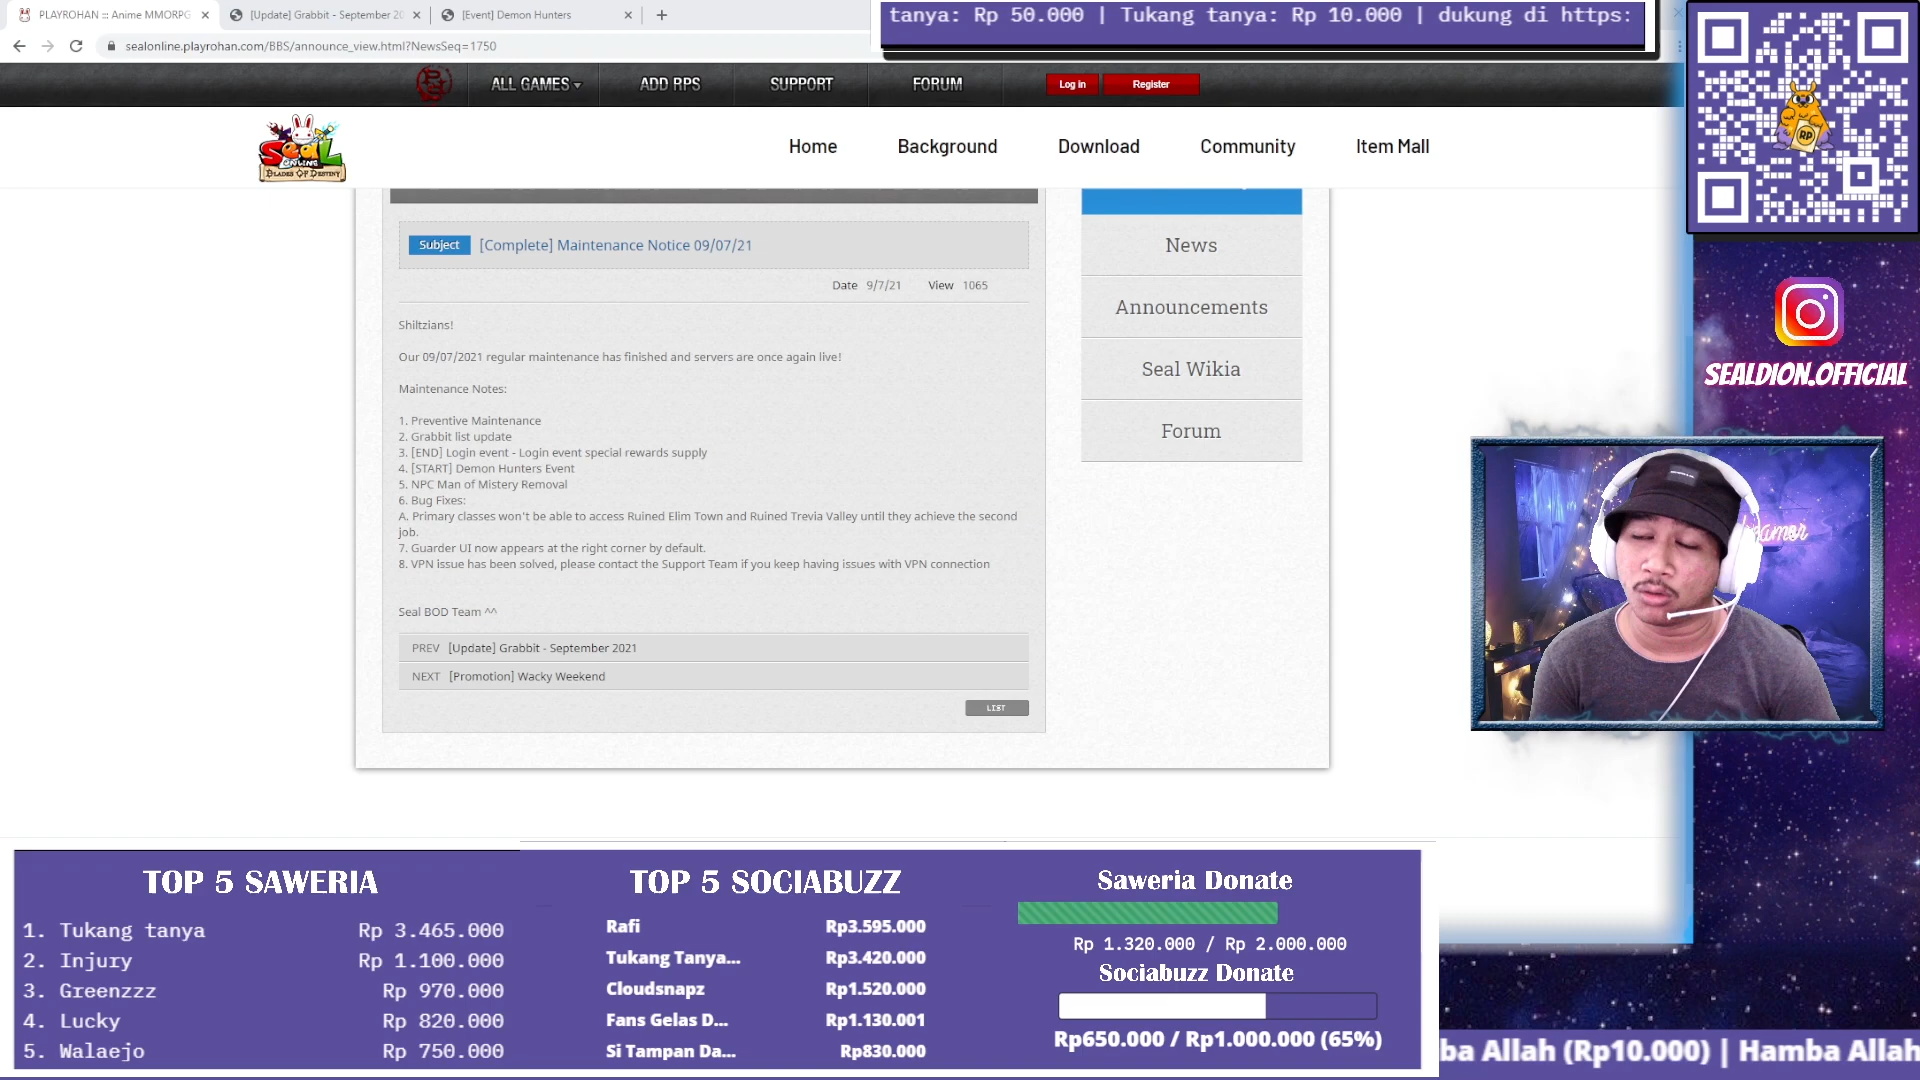 PLAYROHAN ::: Anime MMORPG
[Update] Grabbit - September 20
[Event] Demon Hunters
tanya: Rp 50.000 | Tukang tanya: Rp 10.000 | dukung di https:
sealonline.playrohan.com/BBS/announce_view.html?NewsSeq=1750
ALL GAMES
ADD RPS
SUPPORT
FORUM
Log in
Register
SeaL
ONLINE
BLADES OF DESTINY
Home
Background
Download
Community
Item Mall
RP
Subject [Complete] Maintenance Notice 09/07/21
Date 9/7/21 View 1065
Shiltzians!
Our 09/07/2021 regular maintenance has finished and servers are once again live!
Maintenance Notes:
1. Preventive Maintenance
2. Grabbit list update
3. [END] Login event - Login event special rewards supply
4. [START] Demon Hunters Event
5. NPC Man of Mistery Removal
6. Bug Fixes:
A. Primary classes won't be able to access Ruined Elim Town and Ruined Trevia Valley until they achieve the second
job.
7. Guarder UI now appears at the right corner by default.
8. VPN issue has been solved, please contact the Support Team if you keep having issues with VPN connection
Seal BOD Team ^^
PREV [Update] Grabbit - September 2021
NEXT [Promotion] Wacky Weekend
LIST
News
Announcements
Seal Wikia
Forum
SEALDION.OFFICIAL
TOP 5 SAWERIA
1. Tukang tanya Rp 3.465.000
2. Injury Rp 1.100.000
3. Greenzzz Rp 970.000
4. Lucky Rp 820.000
5. Walaejo Rp 750.000
TOP 5 SOCIABUZZ
Rafi Rp3.595.000
Tukang Tanya... Rp3.420.000
Cloudsnapz Rp1.520.000
Fans Gelas D... Rp1.130.001
Si Tampan Da... Rp830.000
Saweria Donate
Rp 1.320.000 / Rp 2.000.000
Sociabuzz Donate
Rp650.000 / Rp1.000.000 (65%)
ba Allah (Rp10.000) | Hamba Allah